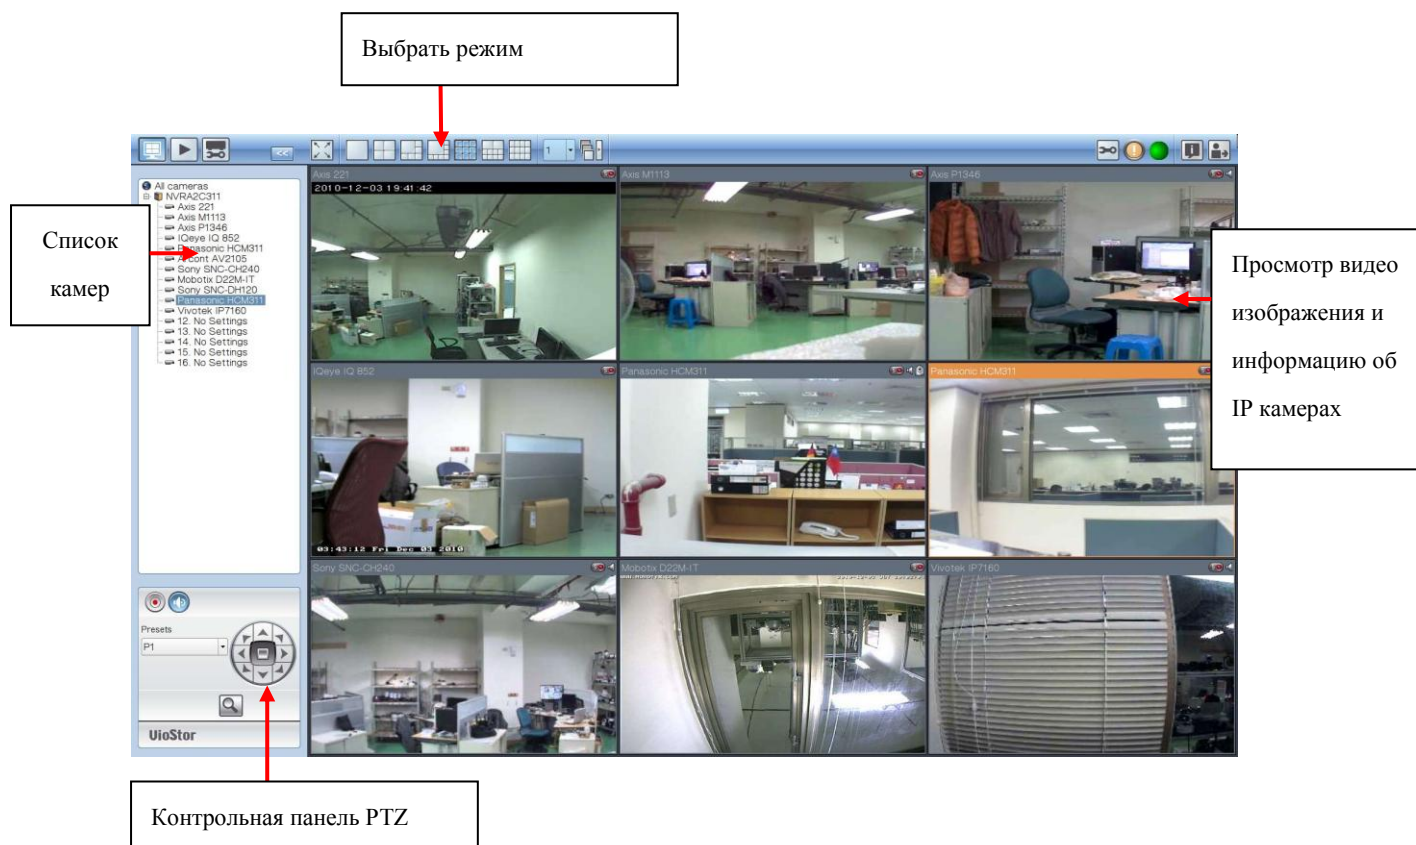 Выбрать режим
<<
1
All cameras
NVRA2C311
Axis 221
Axis M1113
Axis P1346
IQeye IQ 852
Panasonic HCM311
cont AV2105
Sony SNC-CH240
Mobotix D22M-IT
Sony SNC-DH120
Panasonic HCM311
Vivotek IP7160
12. No Settings
13. No Settings
14. No Settings
15. No Settings
16. No Settings
Список
камер
Axis 221
2010-12-03 19:41:42
Axis M1113
Axis P1346
IQeye IQ 852
03:43:12 Fri Dec 03 2010
Panasonic HCM311
Panasonic HCM311
Sony SNC-CH240
Mobotix D22M-IT
Vivotek IP7160
Просмотр видео
изображения и
информацию об
IP камерах
Presets
P1
VioStor
Контрольная панель PTZ